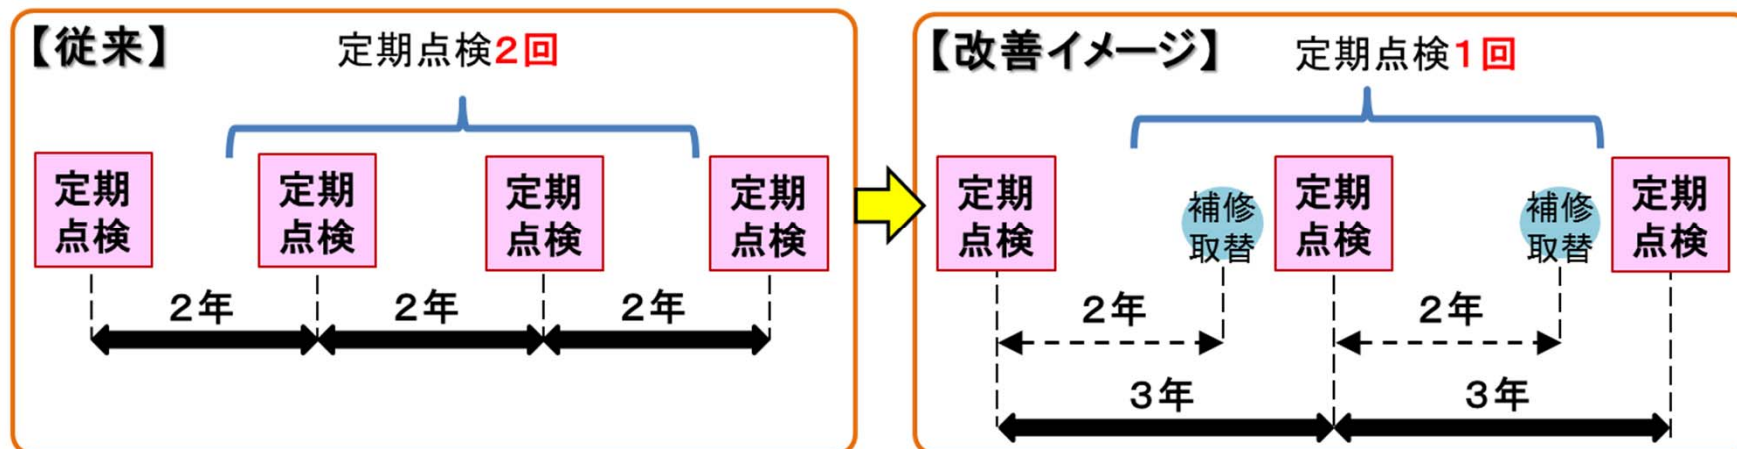 【従来】
定期点検２回
定期
点検
定期
点検
定期
点検
定期
点検
２年
２年
２年
【改善イメージ】
定期点検１回
定期
点検
補修
取替
定期
点検
補修
取替
定期
点検
２年
２年
３年
３年